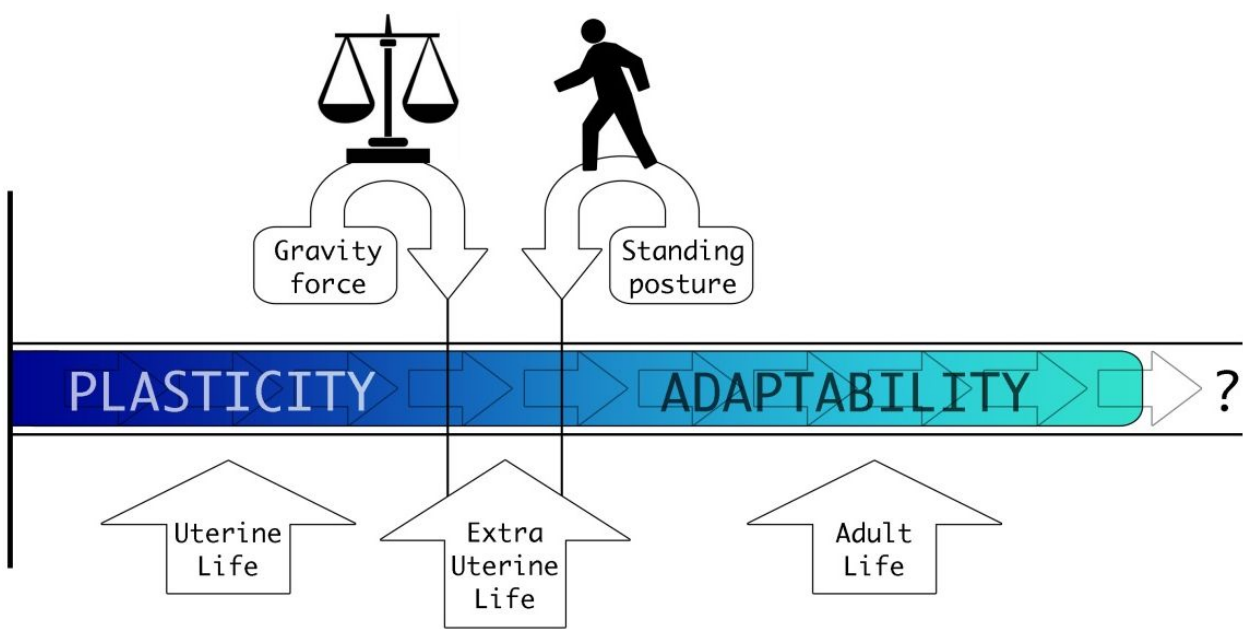 Gravity
force
Standing
posture
PLASTICITY
ADAPTABILITY
?
Uterine
Life
Extra
Uterine
Life
Adult
Life